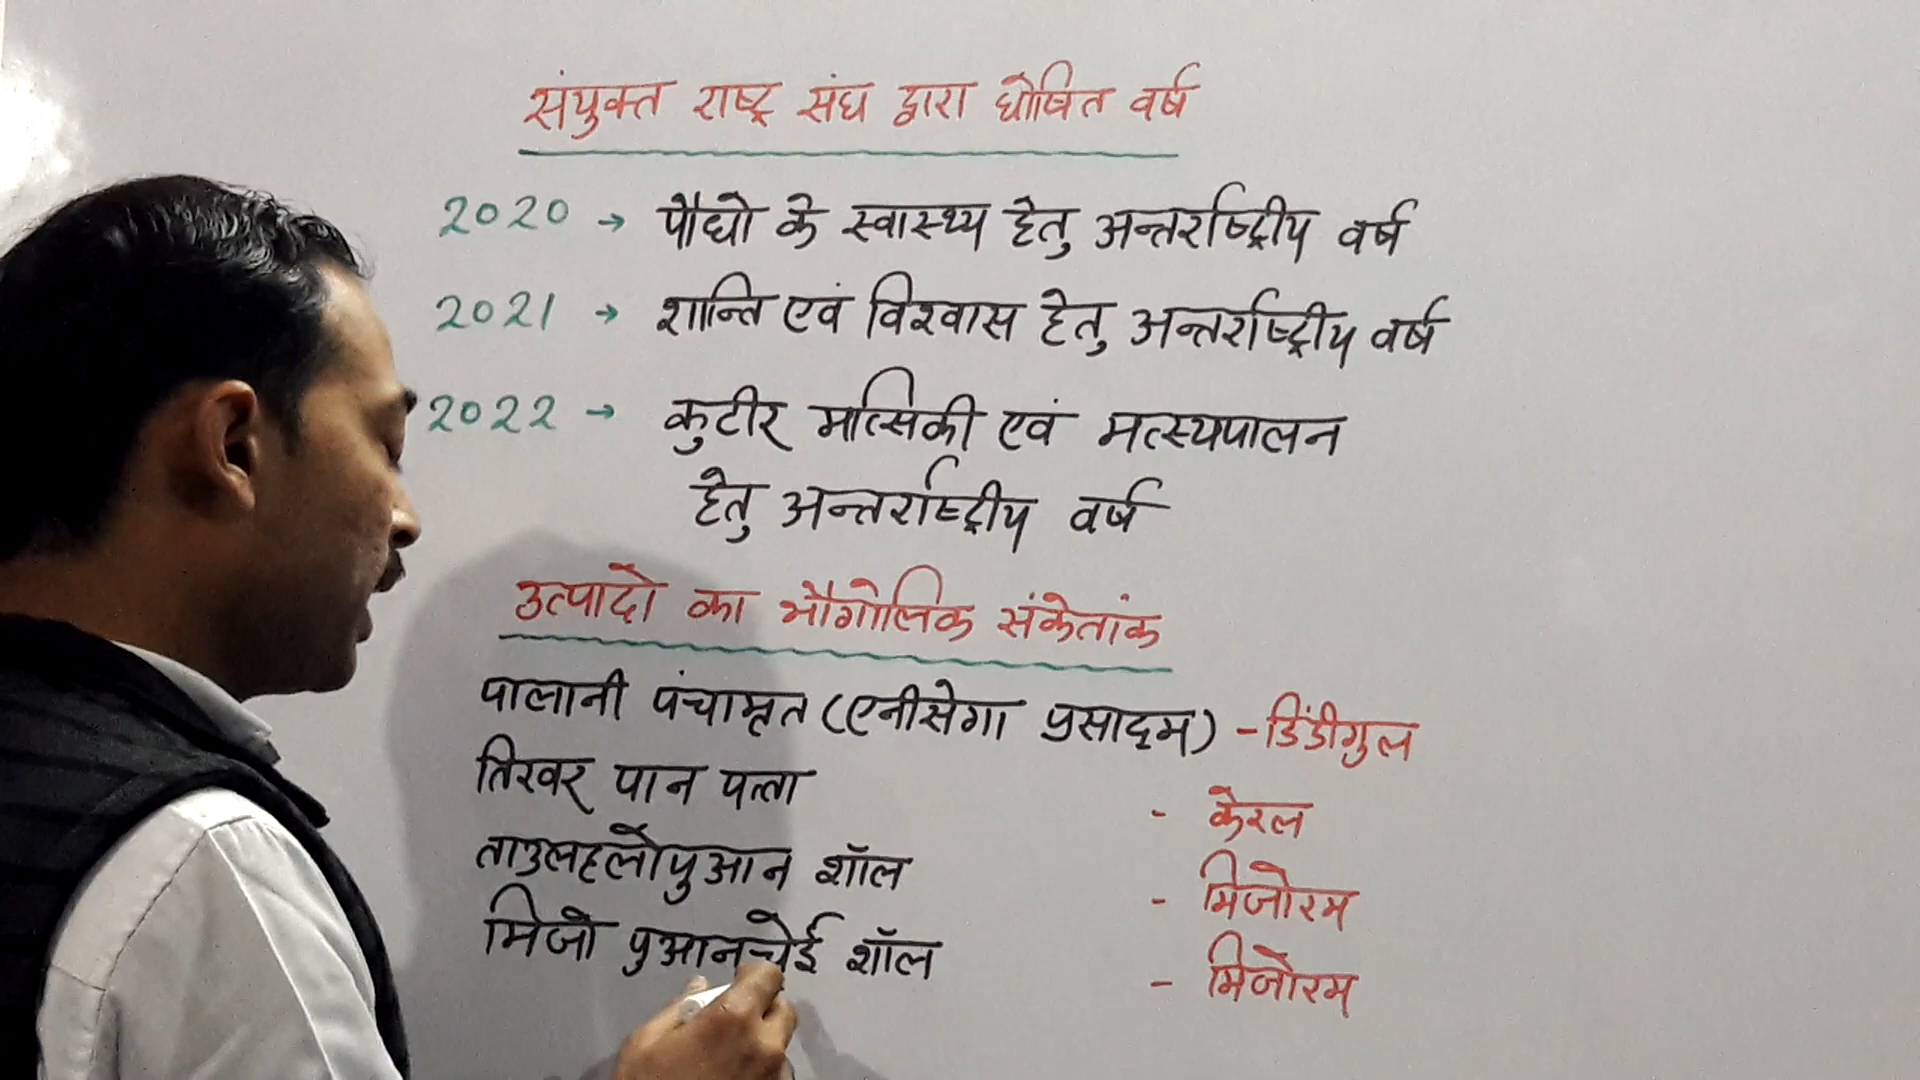 संयुक्त राष्ट्र संघ द्वारा घोषित वर्ष
2020 → पौधो के स्वास्थ्य हेतु अन्तर्राष्ट्रीय वर्ष
2021 → शान्ति एवं विश्वास हेतु अन्तर्राष्ट्रीय वर्ष
2022 → कुटीर मात्सिकी एवं मत्स्यपालन
हेतु अन्तर्राष्ट्रीय वर्ष
उत्पादो का भौगोलिक संकेतांक
पालानी पंचामृत (एनीसेगा प्रसादम) - डिंडीगुल
तिरवर पान पत्ता - केरल
ताउलहलोपुआन शॉल - मिजोरम
मिजो पुआनचेई शॉल - मिजोरम